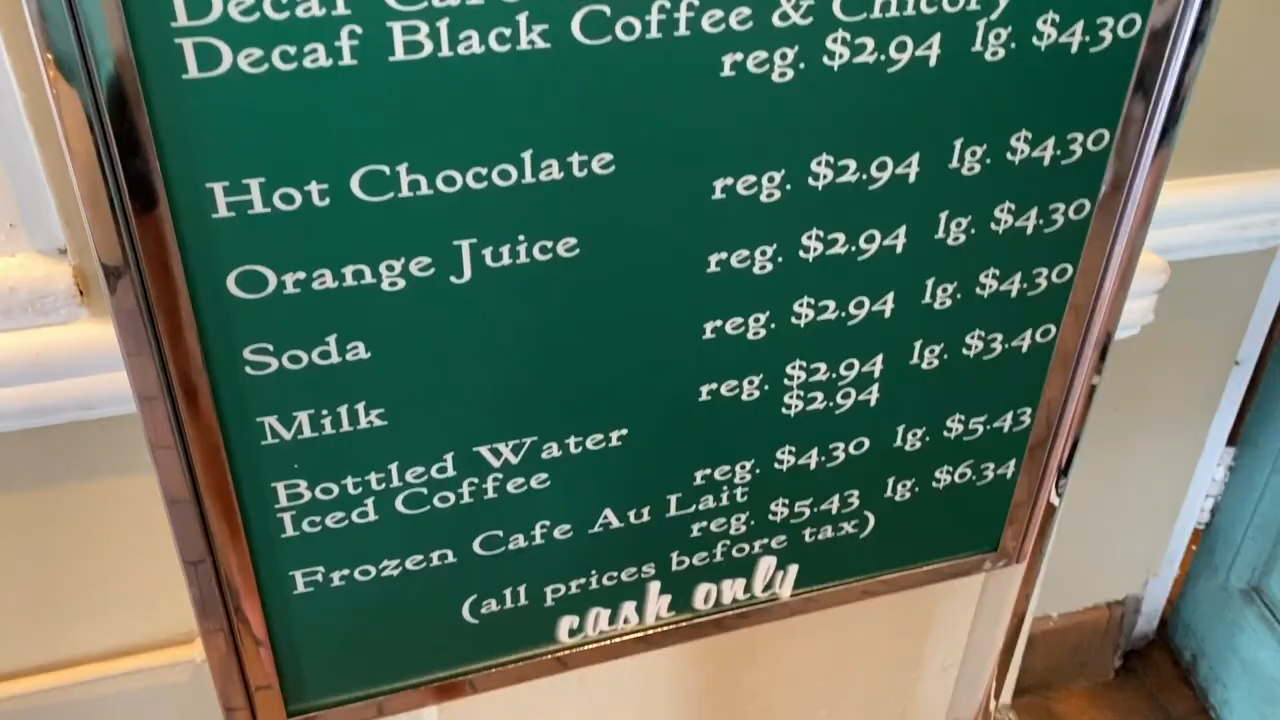 Decaf
Decaf Black Coffee & Chicory
reg. $2.94 lg. $4.30
Hot Chocolate reg. $2.94 lg. $4.30
Orange Juice reg. $2.94 lg. $4.30
Soda reg. $2.94 lg. $4.30
Milk reg. $2.94 lg. $3.40
Bottled Water $2.94
Iced Coffee reg. $4.30 lg. $5.43
Frozen Cafe Au Lait
reg. $5.43 lg. $6.34
(all prices before tax)
cash only